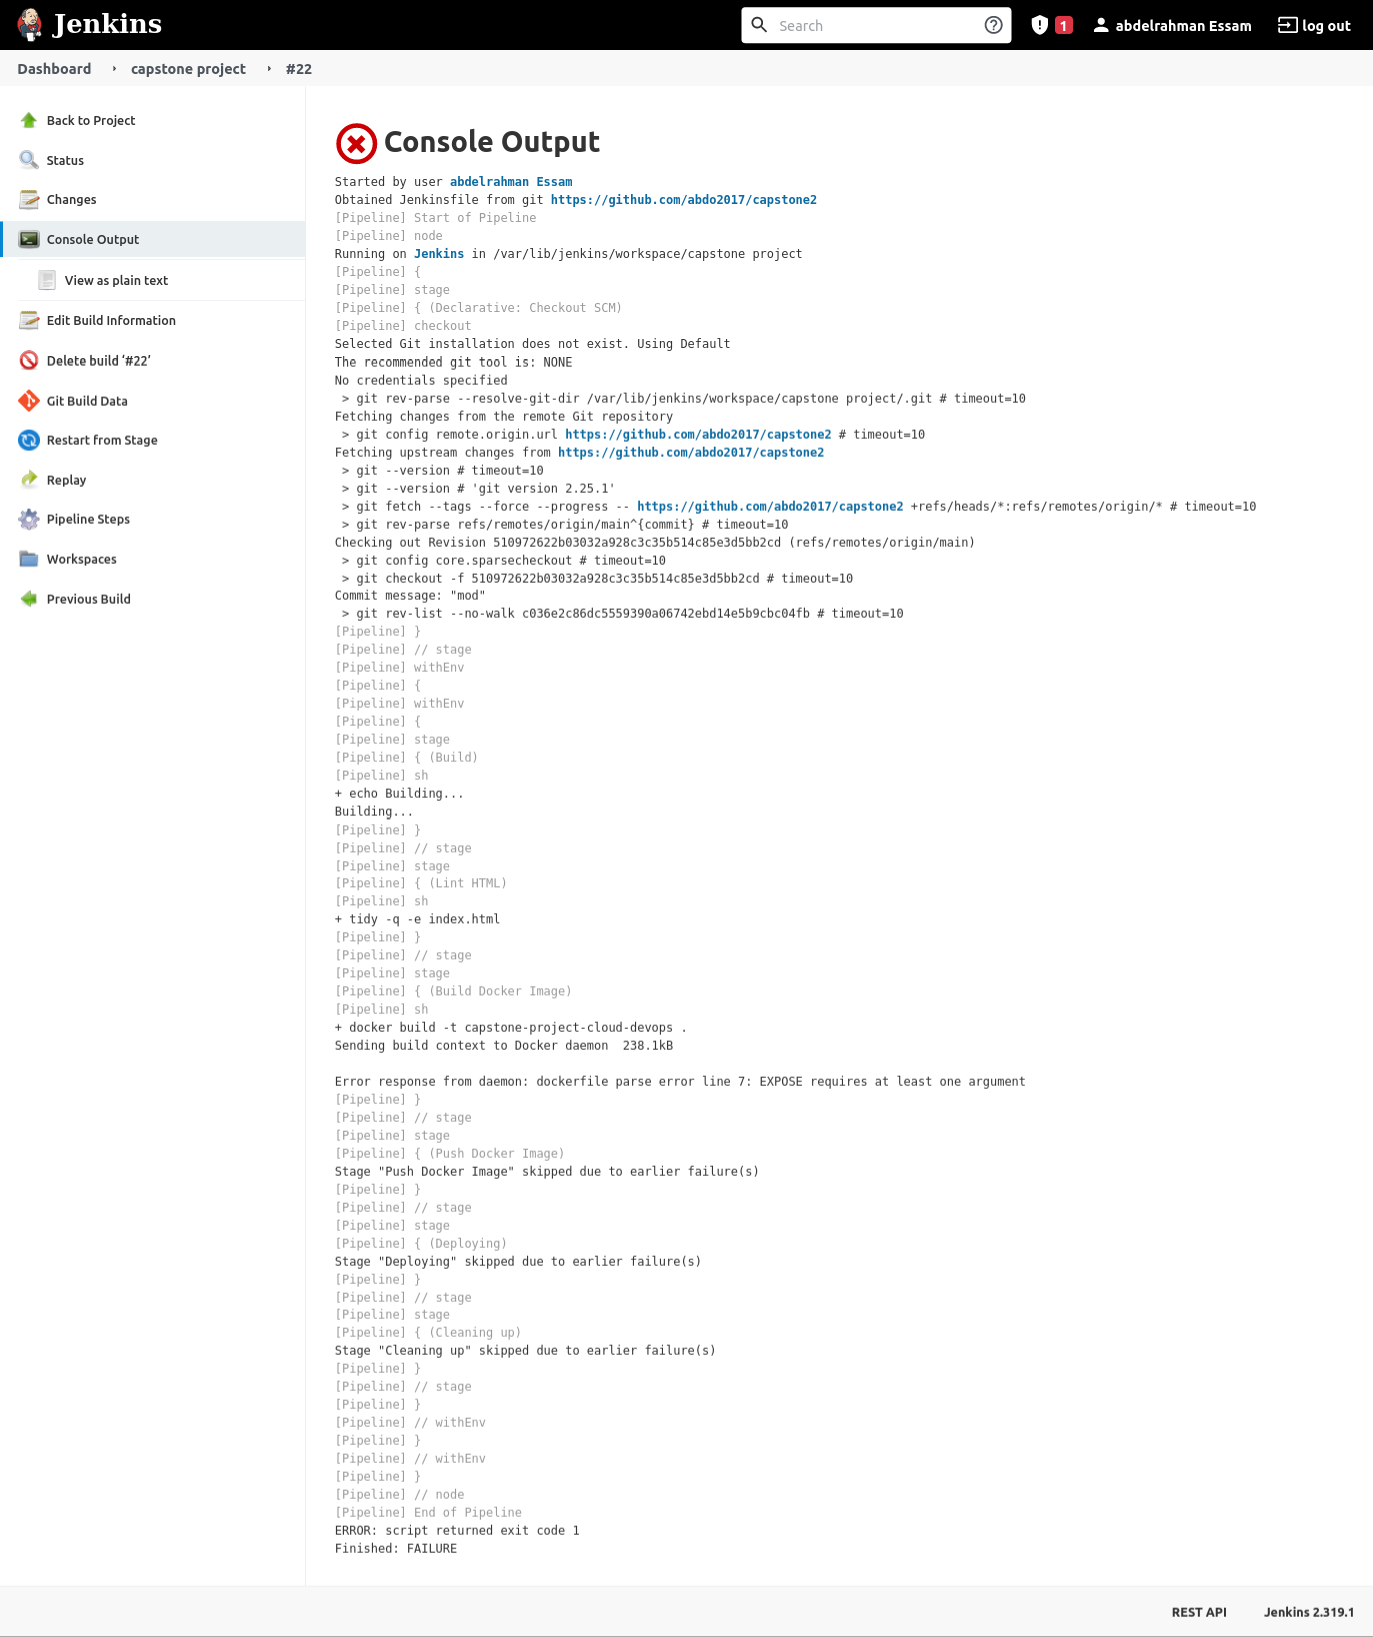 Jenkins
Search
1
abdelrahman Essam
log out
Dashboard
capstone project
#22
Back to Project
Status
Changes
Console Output
View as plain text
Edit Build Information
Delete build ‘#22’
Git Build Data
Restart from Stage
Replay
Pipeline Steps
Workspaces
Previous Build
Console Output
Started by user abdelrahman Essam
Obtained Jenkinsfile from git https://github.com/abdo2017/capstone2
[Pipeline] Start of Pipeline
[Pipeline] node
Running on Jenkins in /var/lib/jenkins/workspace/capstone project
[Pipeline] {
[Pipeline] stage
[Pipeline] { (Declarative: Checkout SCM)
[Pipeline] checkout
Selected Git installation does not exist. Using Default
The recommended git tool is: NONE
No credentials specified
> git rev-parse --resolve-git-dir /var/lib/jenkins/workspace/capstone project/.git # timeout=10
Fetching changes from the remote Git repository
> git config remote.origin.url https://github.com/abdo2017/capstone2 # timeout=10
Fetching upstream changes from https://github.com/abdo2017/capstone2
> git --version # timeout=10
> git --version # 'git version 2.25.1'
> git fetch --tags --force --progress -- https://github.com/abdo2017/capstone2 +refs/heads/*:refs/remotes/origin/* # timeout=10
> git rev-parse refs/remotes/origin/main^{commit} # timeout=10
Checking out Revision 510972622b03032a928c3c35b514c85e3d5bb2cd (refs/remotes/origin/main)
> git config core.sparsecheckout # timeout=10
> git checkout -f 510972622b03032a928c3c35b514c85e3d5bb2cd # timeout=10
Commit message: "mod"
> git rev-list --no-walk c036e2c86dc5559390a06742ebd14e5b9cbc04fb # timeout=10
[Pipeline] }
[Pipeline] // stage
[Pipeline] withEnv
[Pipeline] {
[Pipeline] withEnv
[Pipeline] {
[Pipeline] stage
[Pipeline] { (Build)
[Pipeline] sh
+ echo Building...
Building...
[Pipeline] }
[Pipeline] // stage
[Pipeline] stage
[Pipeline] { (Lint HTML)
[Pipeline] sh
+ tidy -q -e index.html
[Pipeline] }
[Pipeline] // stage
[Pipeline] stage
[Pipeline] { (Build Docker Image)
[Pipeline] sh
+ docker build -t capstone-project-cloud-devops .
Sending build context to Docker daemon  238.1kB
Error response from daemon: dockerfile parse error line 7: EXPOSE requires at least one argument
[Pipeline] }
[Pipeline] // stage
[Pipeline] stage
[Pipeline] { (Push Docker Image)
Stage "Push Docker Image" skipped due to earlier failure(s)
[Pipeline] }
[Pipeline] // stage
[Pipeline] stage
[Pipeline] { (Deploying)
Stage "Deploying" skipped due to earlier failure(s)
[Pipeline] }
[Pipeline] // stage
[Pipeline] stage
[Pipeline] { (Cleaning up)
Stage "Cleaning up" skipped due to earlier failure(s)
[Pipeline] }
[Pipeline] // stage
[Pipeline] }
[Pipeline] // withEnv
[Pipeline] }
[Pipeline] // withEnv
[Pipeline] }
[Pipeline] // node
[Pipeline] End of Pipeline
ERROR: script returned exit code 1
Finished: FAILURE
REST API
Jenkins 2.319.1